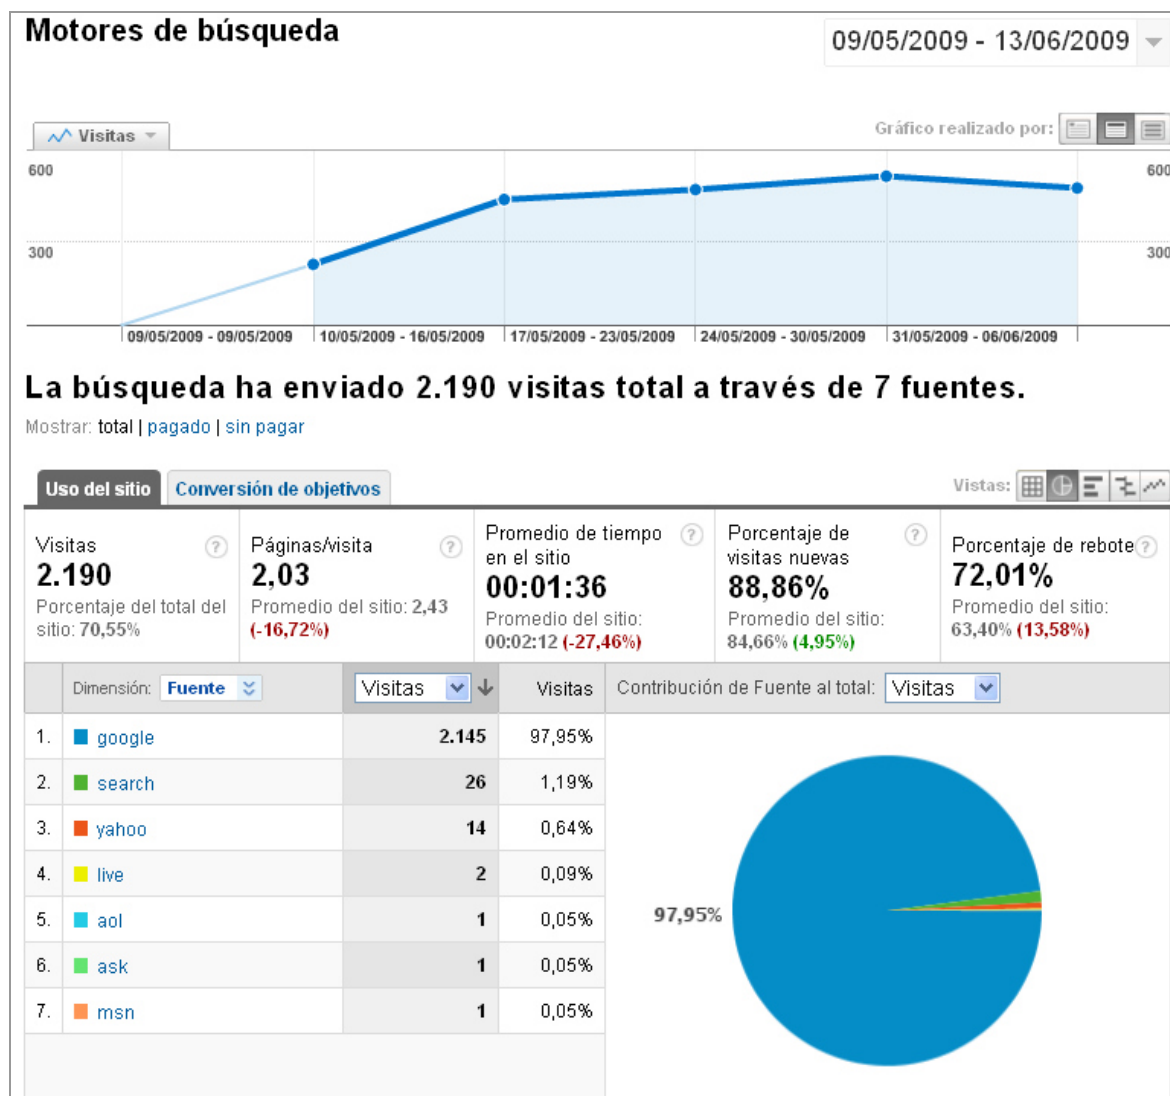 Motores de búsqueda
09/05/2009 - 13/06/2009
Visitas
Gráfico realizado por:
600
600
300
300
09/05/2009 - 09/05/2009
10/05/2009 - 16/05/2009
17/05/2009 - 23/05/2009
24/05/2009 - 30/05/2009
31/05/2009 - 06/06/2009
La búsqueda ha enviado 2.190 visitas total a través de 7 fuentes.
Mostrar: total | pagado | sin pagar
Uso del sitio
Conversión de objetivos
Vistas:
Visitas ?
2.190
Porcentaje del total del
sitio: 70,55%
Páginas/visita ?
2,03
Promedio del sitio: 2,43
(-16,72%)
Promedio de tiempo ?
en el sitio
00:01:36
Promedio del sitio:
00:02:12 (-27,46%)
Porcentaje de ?
visitas nuevas
88,86%
Promedio del sitio:
84,66% (4,95%)
Porcentaje de rebote ?
72,01%
Promedio del sitio:
63,40% (13,58%)
Dimensión: Fuente
Visitas
Visitas
Contribución de Fuente al total: Visitas
1. google 2.145 97,95%
2. search 26 1,19%
3. yahoo 14 0,64%
4. live 2 0,09%
5. aol 1 0,05%
6. ask 1 0,05%
7. msn 1 0,05%
97,95%